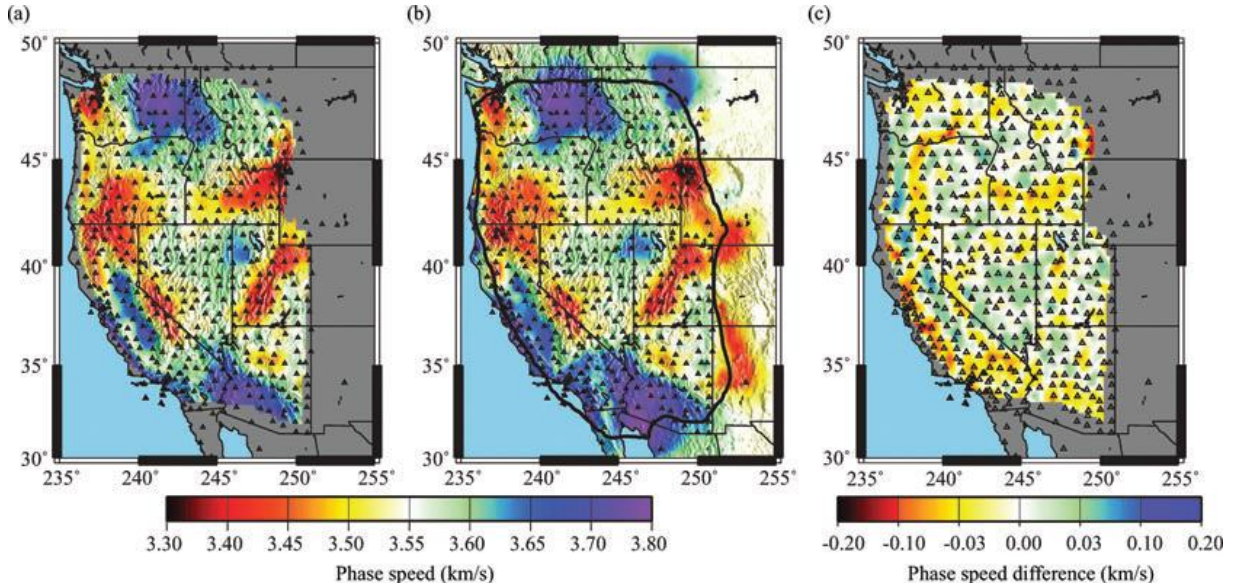 (a) (b) (c)
50˚ 50˚ 50˚
45˚ 45˚ 45˚
40˚ 40˚ 40˚
35˚ 35˚ 35˚
30˚ 30˚ 30˚
235˚ 240˚ 245˚ 250˚ 255˚ 235˚ 240˚ 245˚ 250˚ 255˚ 235˚ 240˚ 245˚ 250˚ 255˚
3.30 3.40 3.45 3.50 3.55 3.60 3.65 3.70 3.80 -0.20 -0.10 -0.03 0.00 0.03 0.10 0.20
Phase speed (km/s) Phase speed difference (km/s)